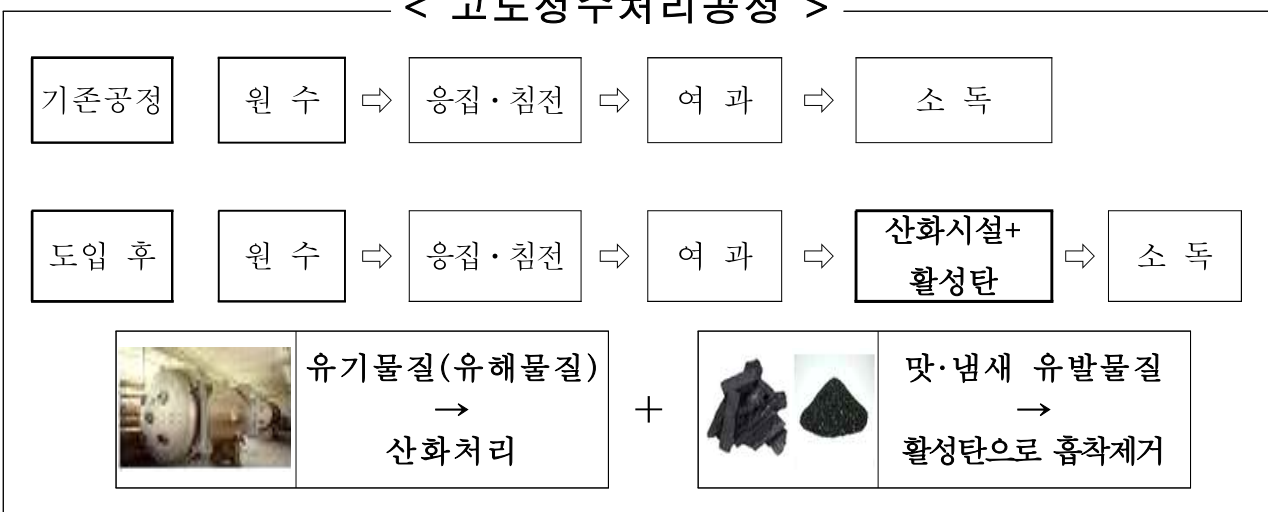 < 고도정수처리공정 >
기존공정 원 수 ⇨ 응집·침전 ⇨ 여 과 ⇨ 소 독
도입 후 원 수 ⇨ 응집·침전 ⇨ 여 과 ⇨ 산화시설+ ⇨ 소 독
활성탄
유기물질(유해물질)
→
산화처리
+
맛·냄새 유발물질
→
활성탄으로 흡착제거